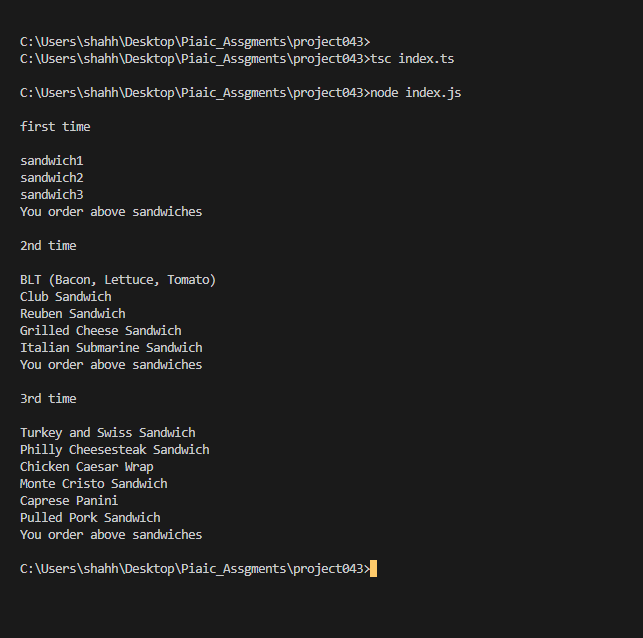 C:\Users\shahh\Desktop\Piaic_Assgments\project043>
C:\Users\shahh\Desktop\Piaic_Assgments\project043>tsc index.ts
C:\Users\shahh\Desktop\Piaic_Assgments\project043>node index.js
first time
sandwich1
sandwich2
sandwich3
You order above sandwiches
2nd time
BLT (Bacon, Lettuce, Tomato)
Club Sandwich
Reuben Sandwich
Grilled Cheese Sandwich
Italian Submarine Sandwich
You order above sandwiches
3rd time
Turkey and Swiss Sandwich
Philly Cheesesteak Sandwich
Chicken Caesar Wrap
Monte Cristo Sandwich
Caprese Panini
Pulled Pork Sandwich
You order above sandwiches
C:\Users\shahh\Desktop\Piaic_Assgments\project043>